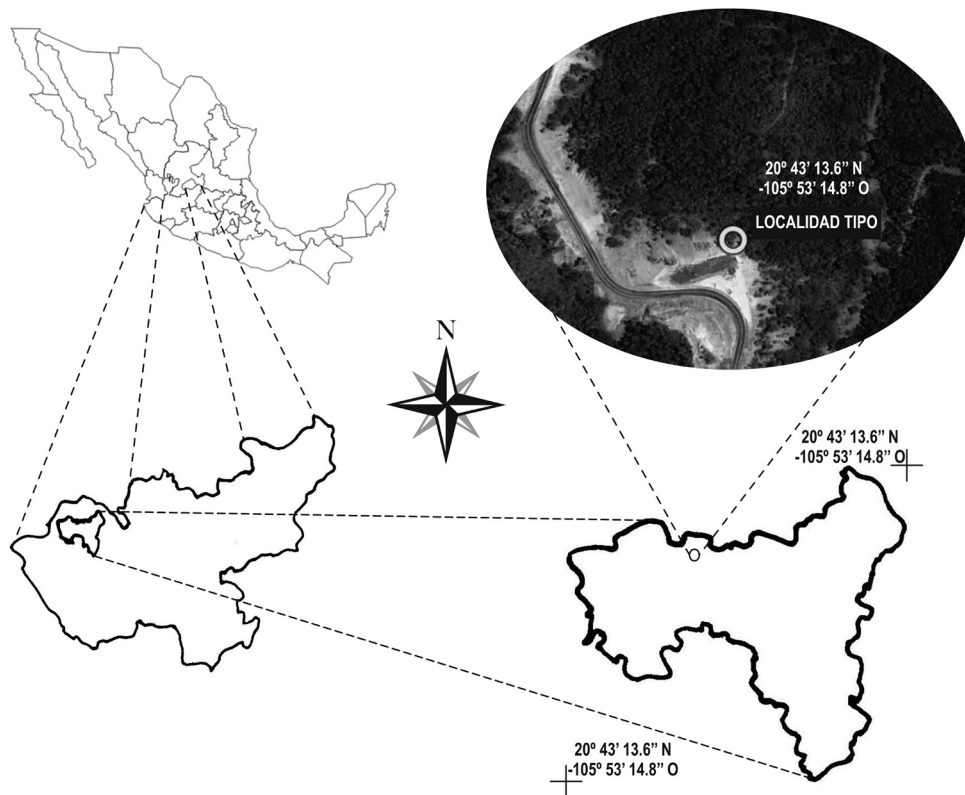 20º 43’ 13.6” N
-105º 53’ 14.8” O
LOCALIDAD TIPO
N
20º 43’ 13.6” N
-105º 53’ 14.8” O
20º 43’ 13.6” N
-105º 53’ 14.8” O